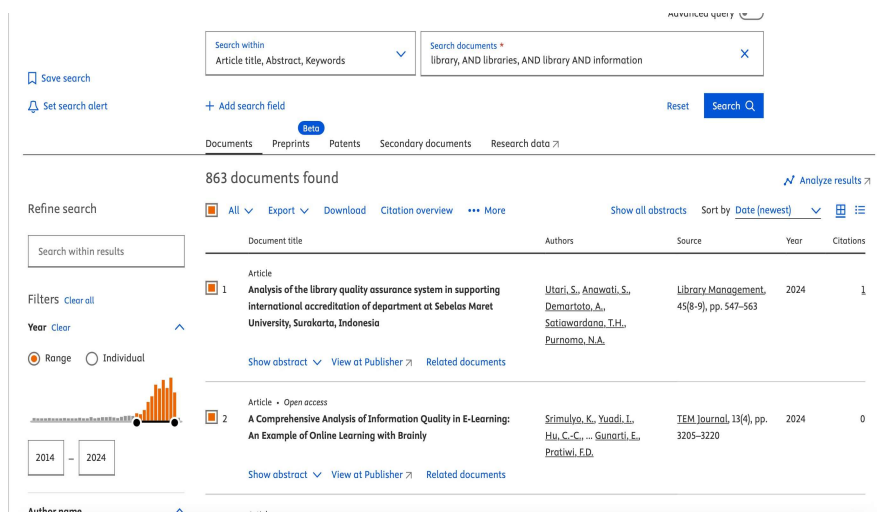 Advanced query
Search within
Article title, Abstract, Keywords
Search documents *
library, AND libraries, AND library AND information
Save search
Set search alert
Add search field
Reset
Search
Beta
Documents Preprints Patents Secondary documents Research data
863 documents found
Analyze results
Refine search
All Export Download Citation overview More Show all abstracts Sort by Date (newest)
Search within results
Document title Authors Source Year Citations
Filters Clear all
Year Clear
Range Individual
2014 – 2024
Author name
Article
1 Analysis of the library quality assurance system in supporting
international accreditation of department at Sebelas Maret
University, Surakarta, Indonesia
Utari, S., Anawati, S.,
Demartoto, A.,
Satiawardana, T.H.,
Purnomo, N.A.
Library Management,
45(8-9), pp. 547–563
2024
1
Show abstract View at Publisher Related documents
Article • Open access
2 A Comprehensive Analysis of Information Quality in E-Learning:
An Example of Online Learning with Brainly
Srimulyo, K., Yuadi, I.,
Hu, C.-C., ... Gunarti, E.,
Pratiwi, F.D.
TEM Journal, 13(4), pp.
3205–3220
2024
0
Show abstract View at Publisher Related documents